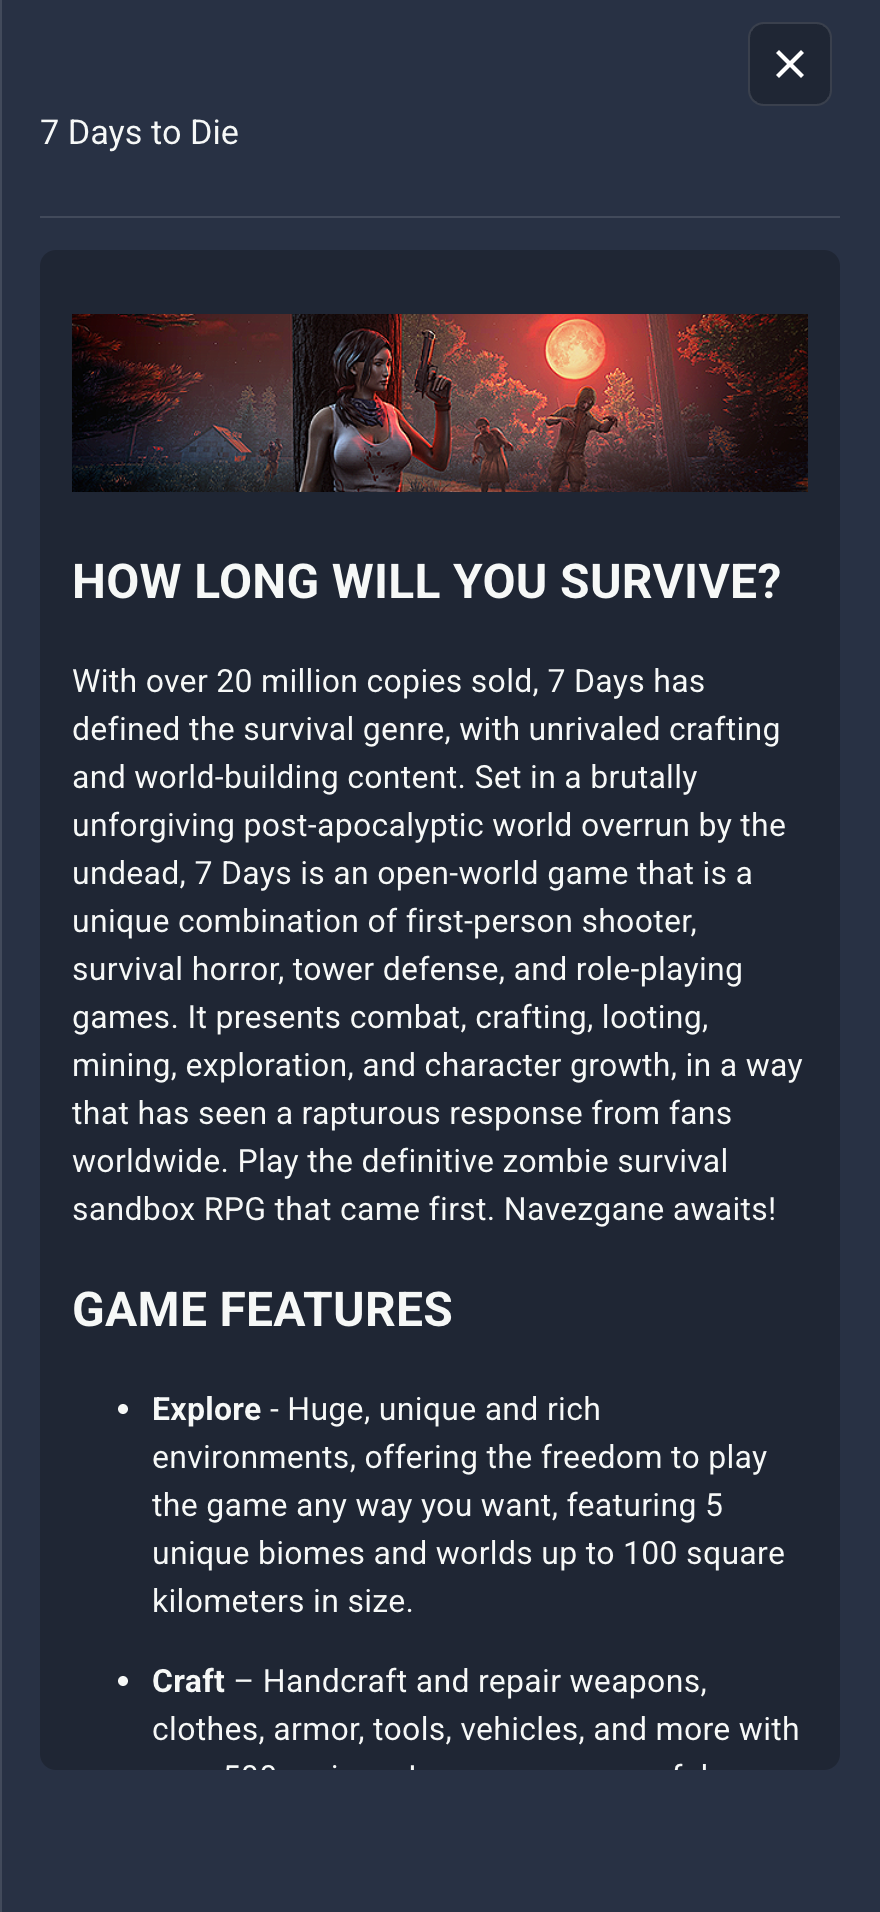 7 Days to Die
HOW LONG WILL YOU SURVIVE?
With over 20 million copies sold, 7 Days has
defined the survival genre, with unrivaled crafting
and world-building content. Set in a brutally
unforgiving post-apocalyptic world overrun by the
undead, 7 Days is an open-world game that is a
unique combination of first-person shooter,
survival horror, tower defense, and role-playing
games. It presents combat, crafting, looting,
mining, exploration, and character growth, in a way
that has seen a rapturous response from fans
worldwide. Play the definitive zombie survival
sandbox RPG that came first. Navezgane awaits!
GAME FEATURES
• Explore - Huge, unique and rich
environments, offering the freedom to play
the game any way you want, featuring 5
unique biomes and worlds up to 100 square
kilometers in size.
• Craft – Handcraft and repair weapons,
clothes, armor, tools, vehicles, and more with